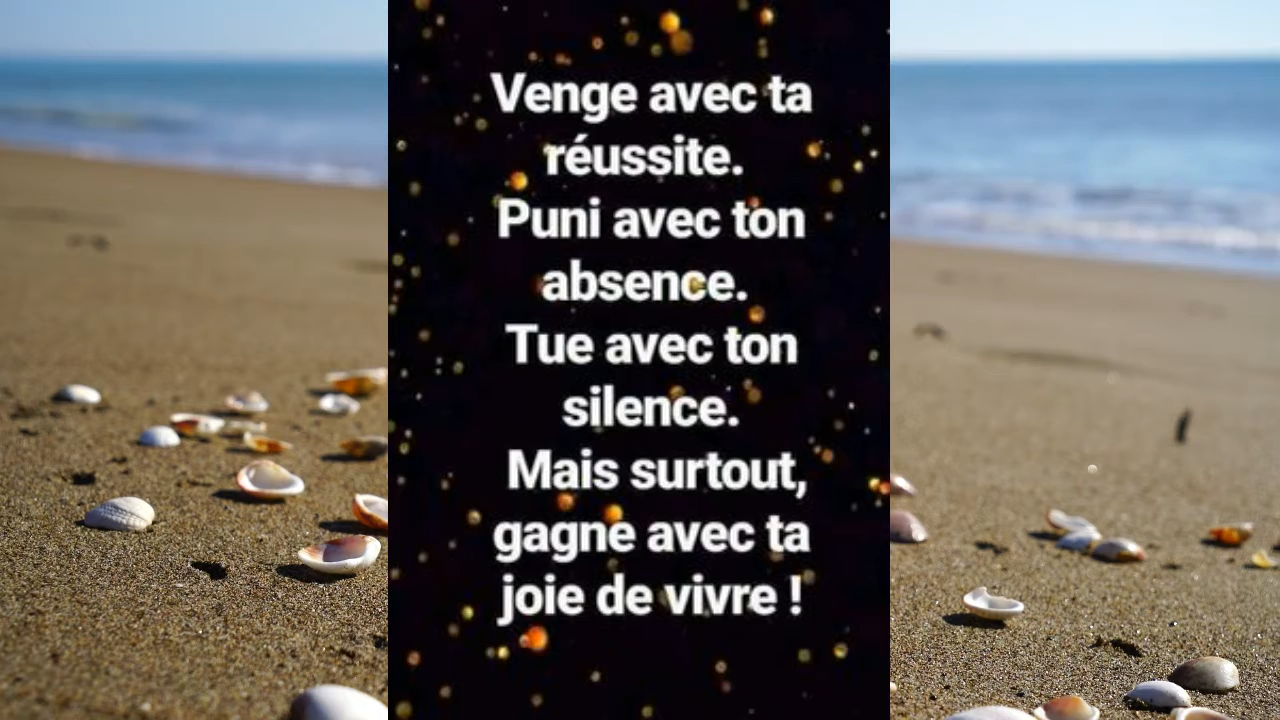 Venge avec ta
réussite.
Puni avec ton
absence.
Tue avec ton
silence.
Mais surtout,
gagne avec ta
joie de vivre !